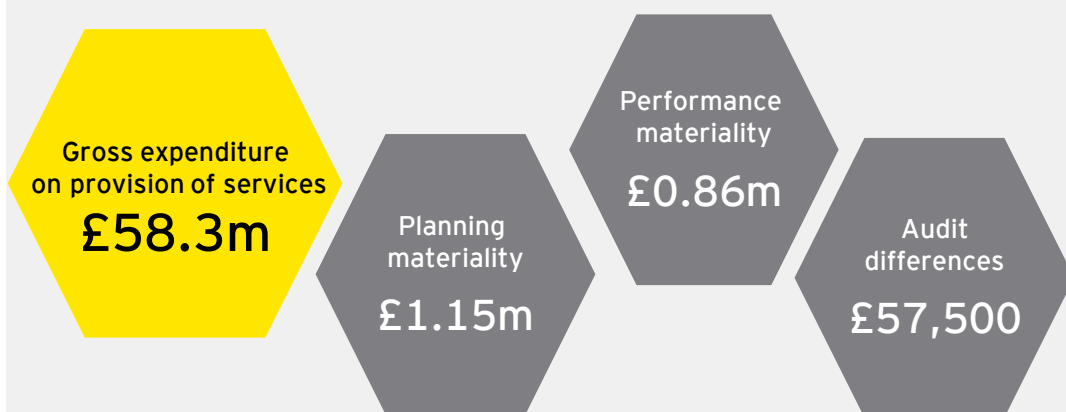 Gross expenditure
on provision of services
£58.3m
Planning
materiality
£1.15m
Performance
materiality
£0.86m
Audit
differences
£57,500